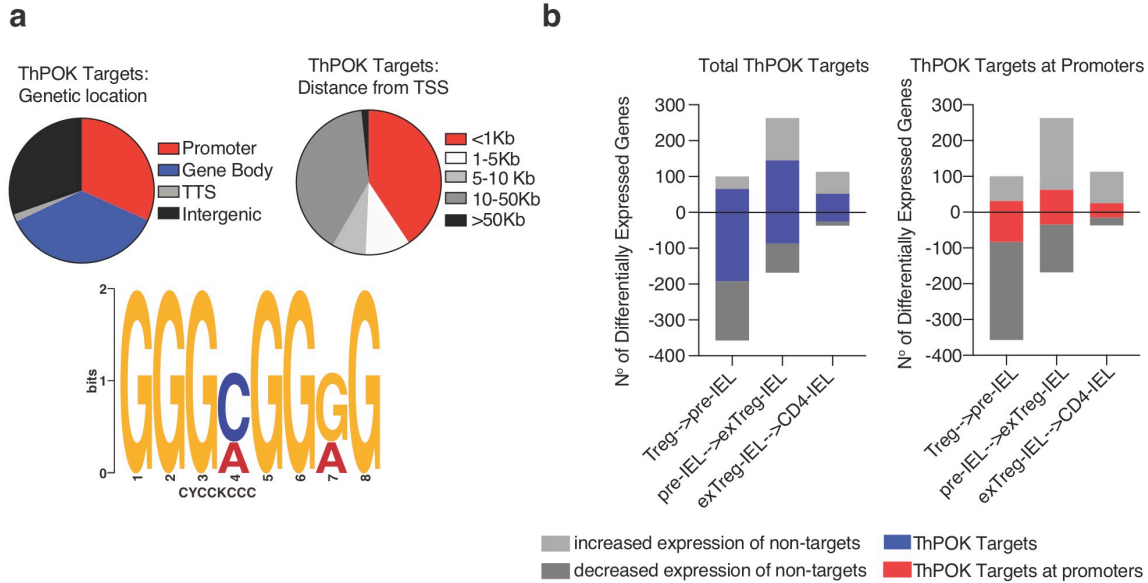 a
ThPOK Targets:
Genetic location
Promoter
Gene Body
TTS
Intergenic
ThPOK Targets:
Distance from TSS
<1Kb
1-5Kb
5-10 Kb
10-50Kb
>50Kb
2
1
0
bits
GGGCGGGG
A A
1 2 3 4 5 6 7 8
CYCCKCCC
b
Total ThPOK Targets
Nº of Differentially Expressed Genes
300
200
100
0
-100
-200
-300
-400
Treg-->pre-IEL
pre-IEL-->exTreg-IEL
exTreg-IEL-->CD4-IEL
ThPOK Targets at Promoters
Nº of Differentially Expressed Genes
300
200
100
0
-100
-200
-300
-400
Treg-->pre-IEL
pre-IEL-->exTreg-IEL
exTreg-IEL-->CD4-IEL
increased expression of non-targets
decreased expression of non-targets
ThPOK Targets
ThPOK Targets at promoters